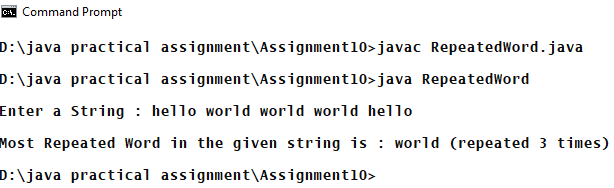 Command Prompt
D:\java practical assignment\Assignment10>javac RepeatedWord.java
D:\java practical assignment\Assignment10>java RepeatedWord
Enter a String : hello world world world hello
Most Repeated Word in the given string is : world (repeated 3 times)
D:\java practical assignment\Assignment10>